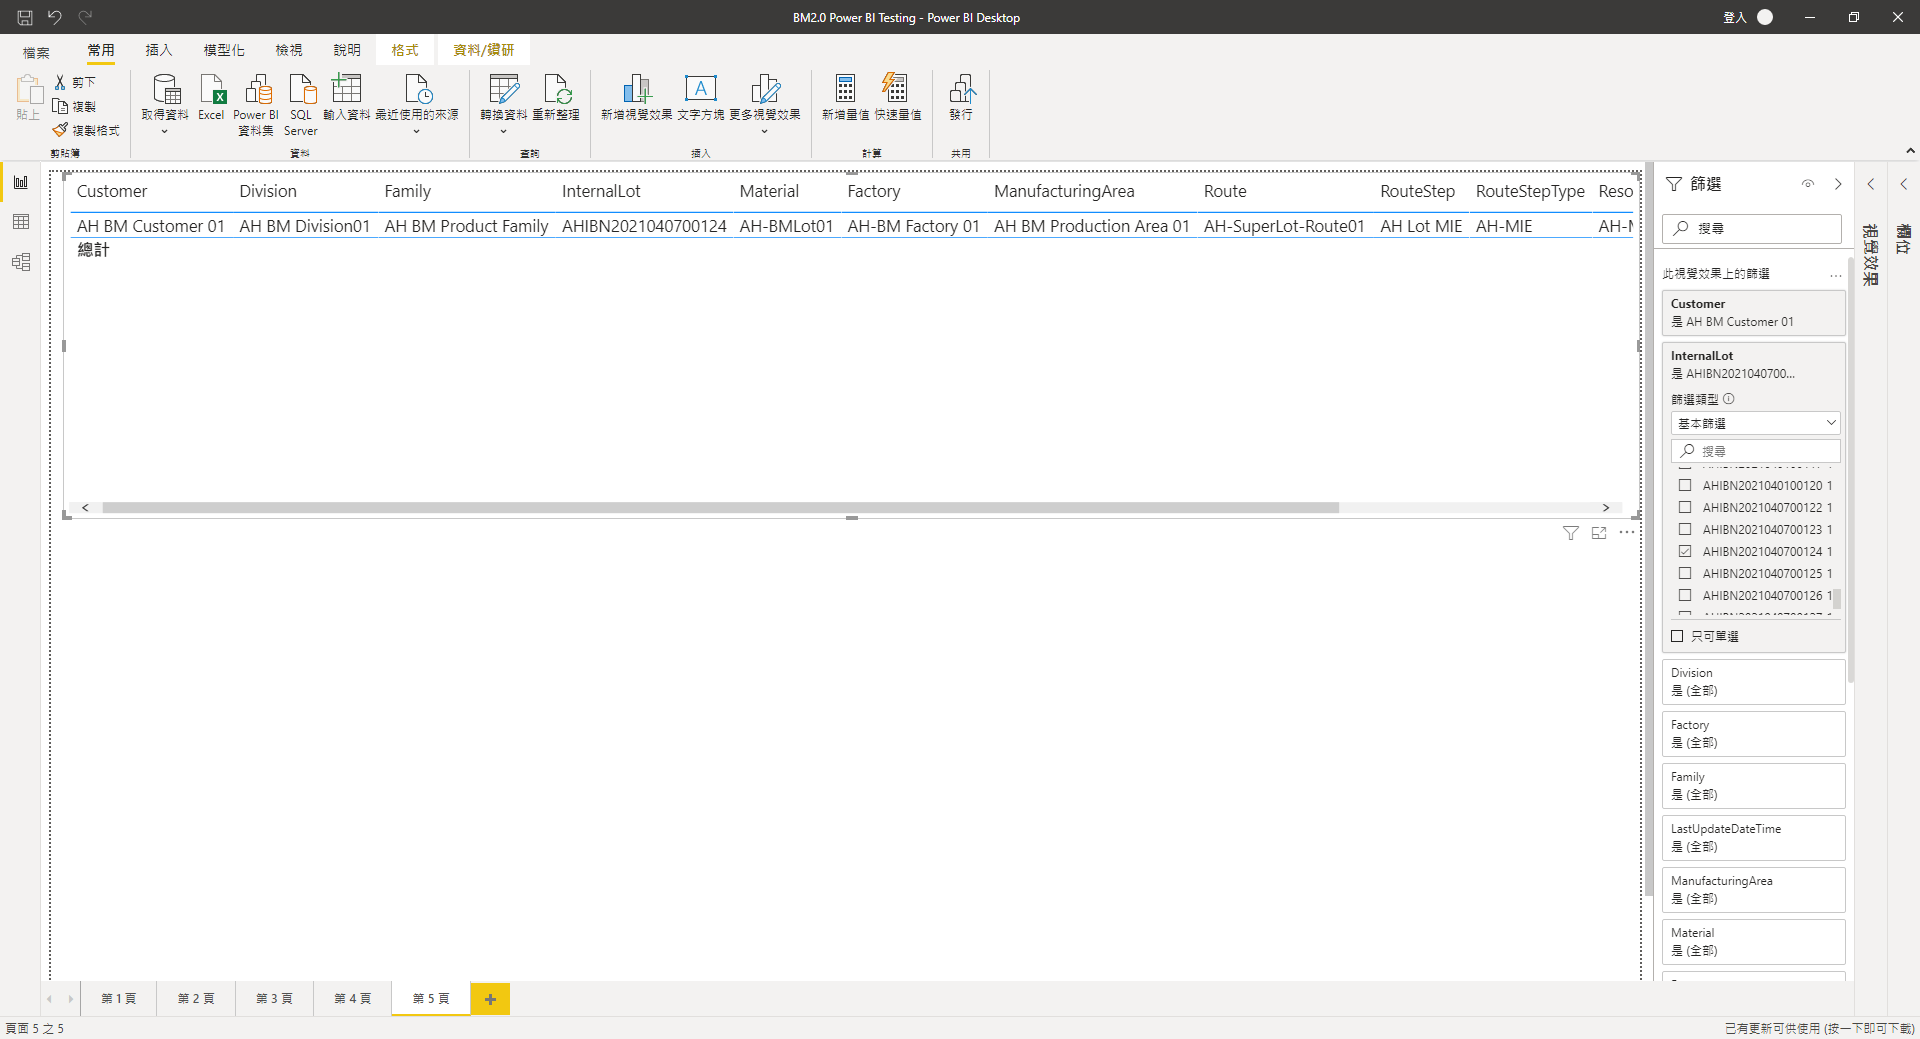 BM2.0 Power BI Testing - Power BI Desktop
登入
檔案 常用 插入 模型化 檢視 說明 格式 資料/鑽研
貼上
剪下
複製
複製格式
剪貼簿
取得資料
Excel
Power BI
資料集
SQL
Server
輸入資料
最近使用的來源
資料
轉換資料
重新整理
查詢
新增視覺效果
文字方塊
更多視覺效果
插入
新增量值
快速量值
計算
發行
共用
Customer Division Family InternalLot Material Factory ManufacturingArea Route RouteStep RouteStepType Reso
AH BM Customer 01 AH BM Division01 AH BM Product Family AHIBN2021040700124 AH-BMLot01 AH-BM Factory 01 AH BM Production Area 01 AH-SuperLot-Route01 AH Lot MIE AH-MIE
總計
篩選
搜尋
此視覺效果上的篩選
Customer
是 AH BM Customer 01
InternalLot
是 AHIBN2021040700...
篩選類型
基本篩選
搜尋
AHIBN2021040100120 1
AHIBN2021040700122 1
AHIBN2021040700123 1
AHIBN2021040700124 1
AHIBN2021040700125 1
AHIBN2021040700126 1
只可單選
Division
是 (全部)
Factory
是 (全部)
Family
是 (全部)
LastUpdateDateTime
是 (全部)
ManufacturingArea
是 (全部)
Material
是 (全部)
視覺效果
欄位
第 1 頁 第 2 頁 第 3 頁 第 4 頁 第 5 頁
頁面 5 之 5
已有更新可供使用 (按一下即可下載)